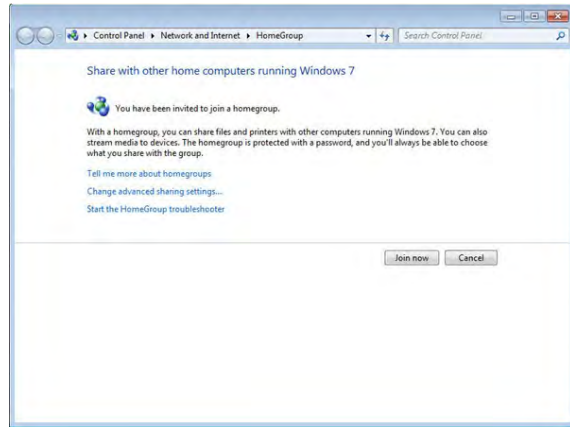 Control Panel ▸ Network and Internet ▸ HomeGroup
Search Control Panel
Share with other home computers running Windows 7
You have been invited to join a homegroup.
With a homegroup, you can share files and printers with other computers running Windows 7. You can also
stream media to devices. The homegroup is protected with a password, and you'll always be able to choose
what you share with the group.
Tell me more about homegroups
Change advanced sharing settings...
Start the HomeGroup troubleshooter
Join now Cancel